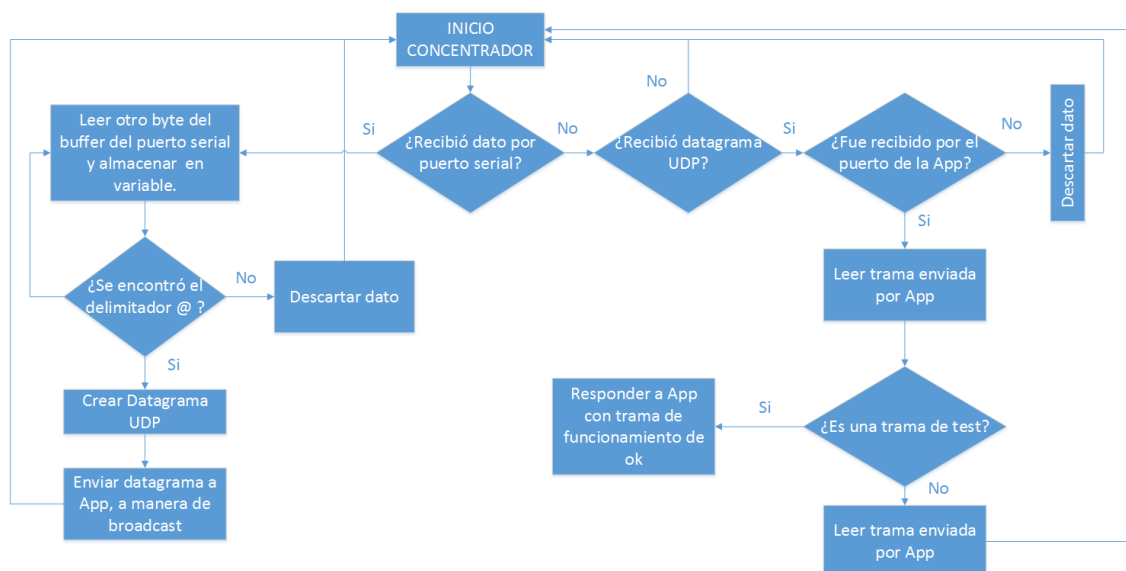 INICIO
CONCENTRADOR
Leer otro byte del
buffer del puerto serial
y almacenar en
variable.
Si
¿Recibió dato por
puerto serial?
No
¿Recibió datagrama
UDP?
No
Si
¿Fue recibido por el
puerto de la App?
No
Descartar dato
Si
¿Se encontró el
delimitador @ ?
No
Descartar dato
Leer trama enviada
por App
Si
Crear Datagrama
UDP
Responder a App
con trama de
funcionamiento de
ok
Si
¿Es una trama de test?
Enviar datagrama a
App, a manera de
broadcast
No
Leer trama enviada
por App